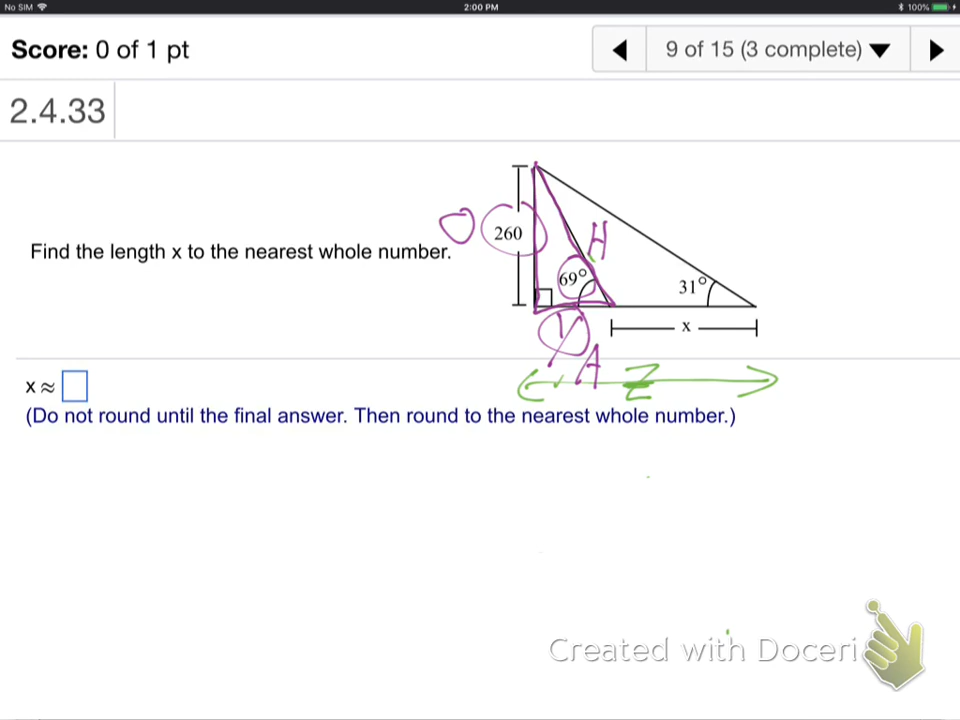 No SIM 2:00 PM 100%
Score: 0 of 1 pt 9 of 15 (3 complete)
2.4.33
260
O
H
Find the length x to the nearest whole number.
69°
31°
x
Y
A
Z
x ≈
(Do not round until the final answer. Then round to the nearest whole number.)
Created with Doceri